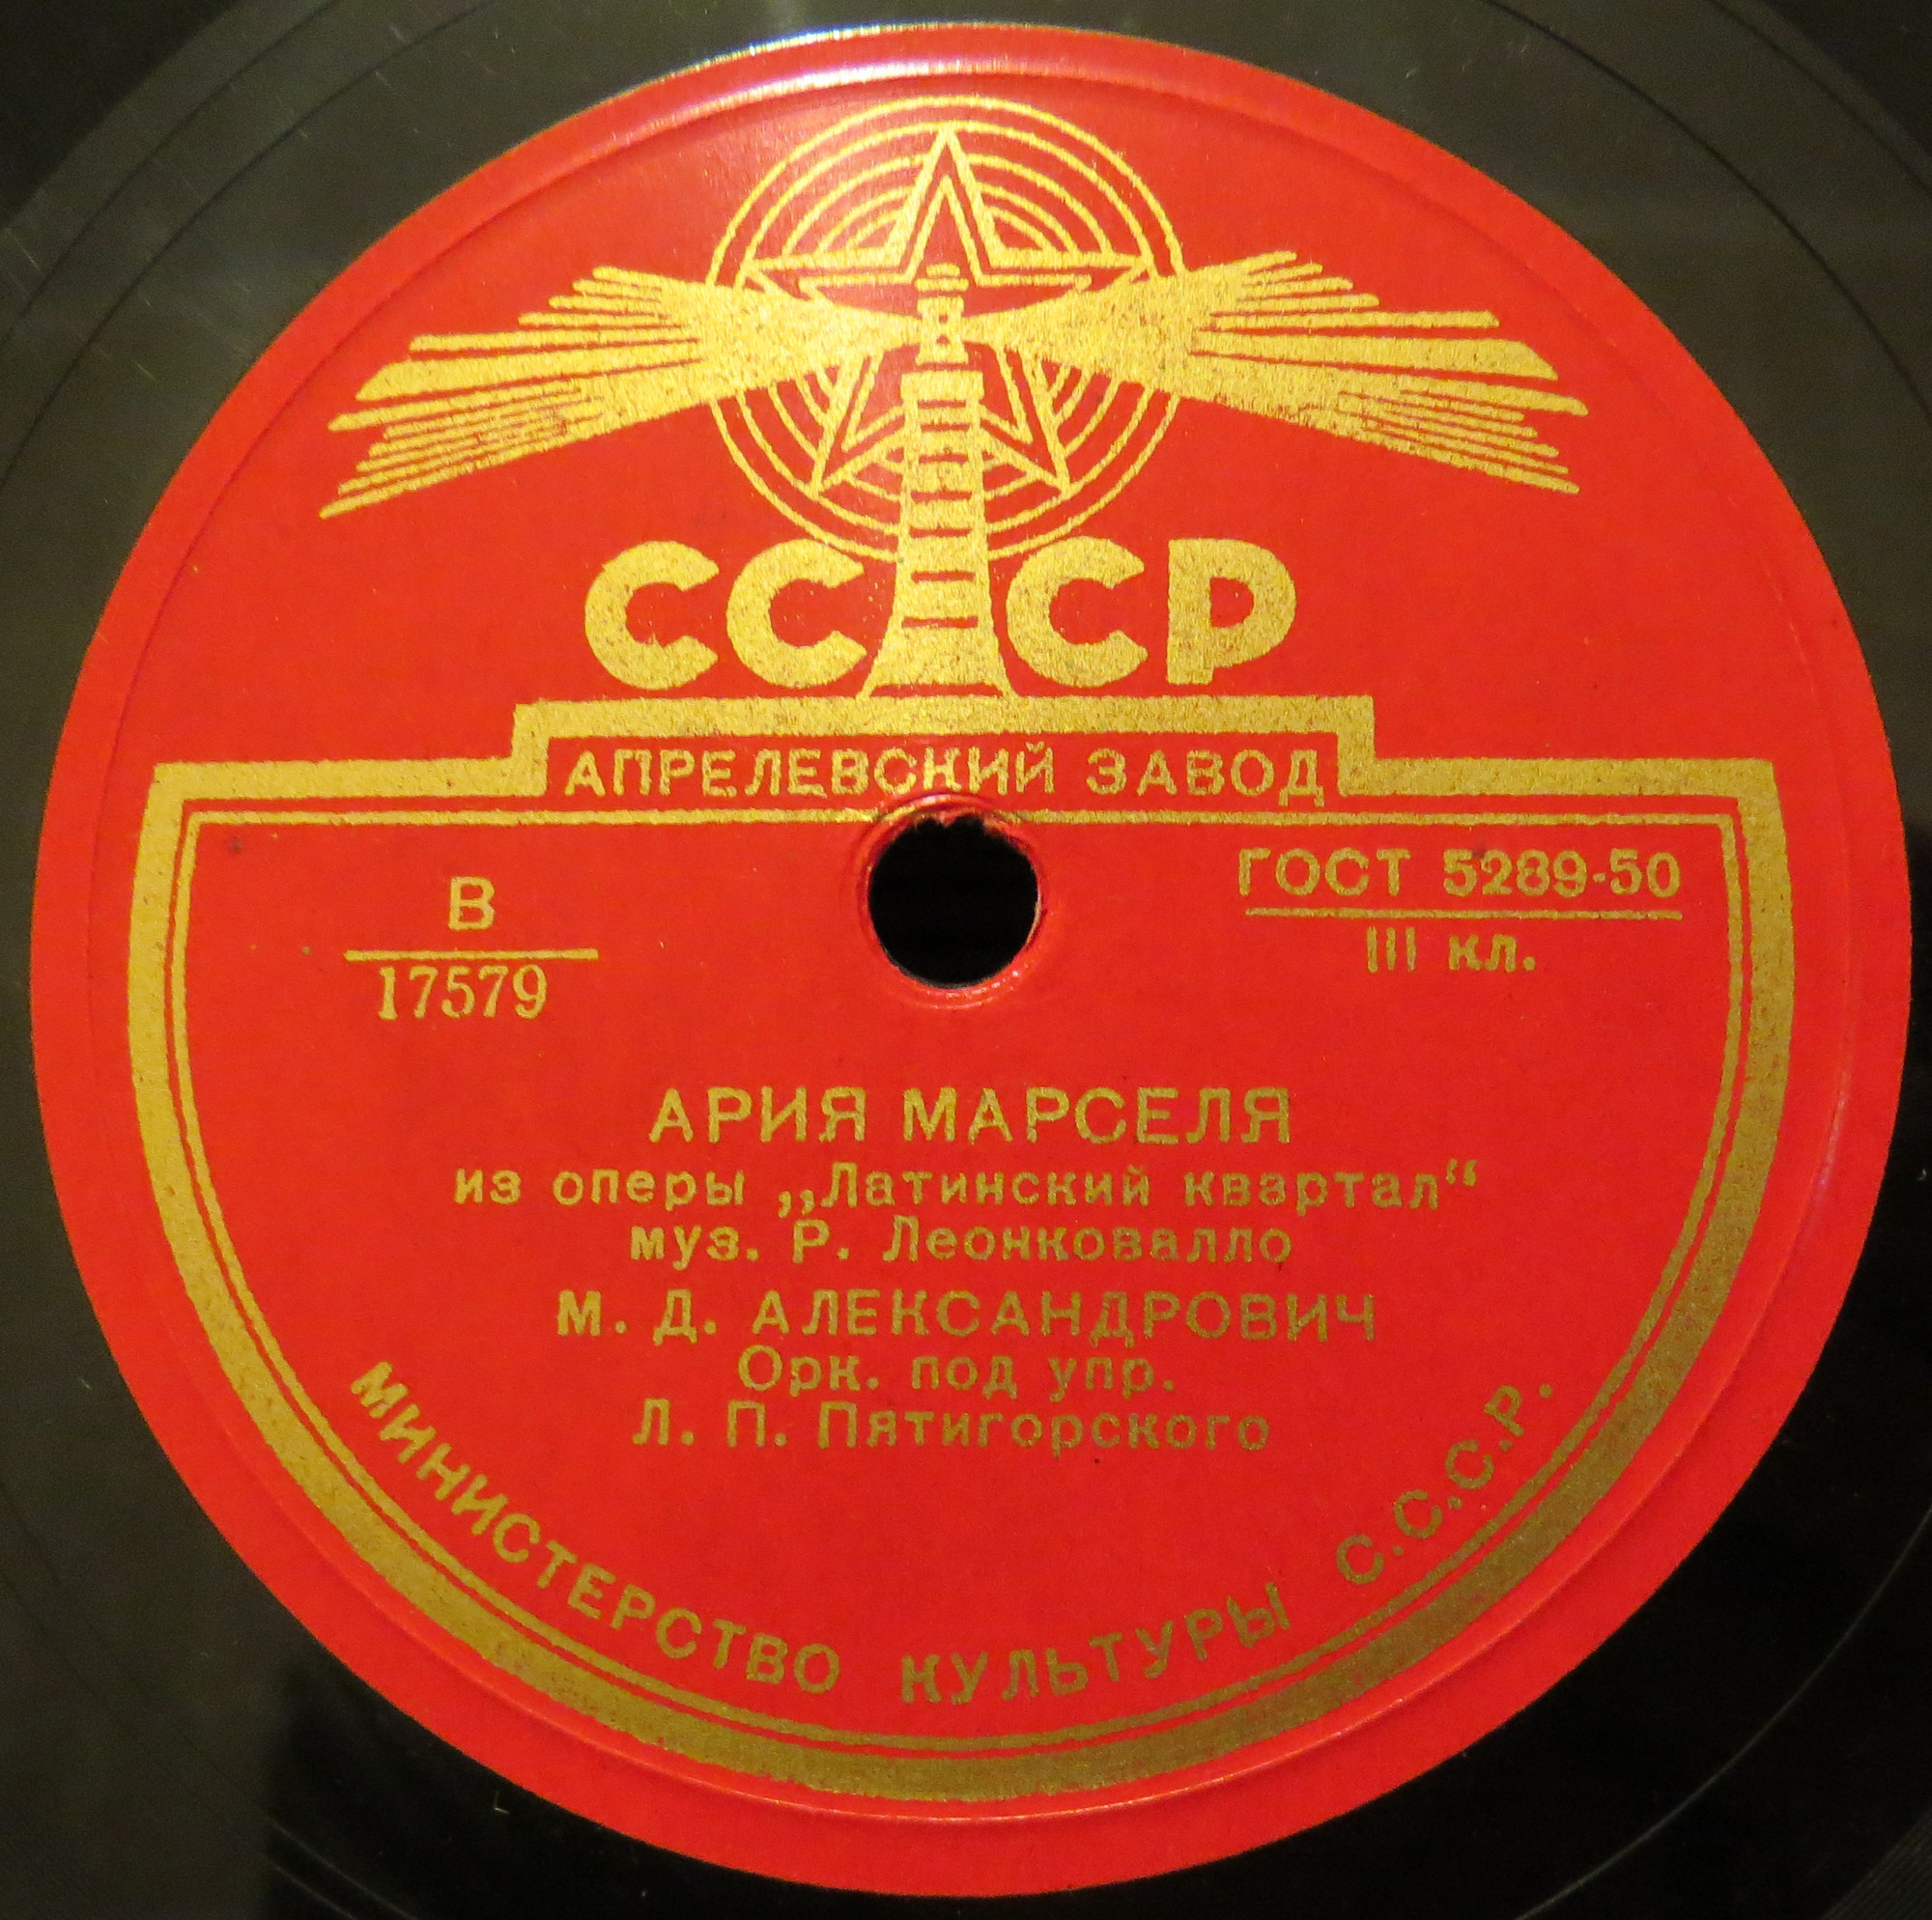 СССР
АПРЕЛЕВСКИЙ ЗАВОД
В
17579
ГОСТ 5289-50
III кл.
АРИЯ МАРСЕЛЯ
из оперы „Латинский квартал“
муз. Р. Леонковалло
М. Д. АЛЕКСАНДРОВИЧ
Орк. под упр.
Л. П. Пятигорского
МИНИСТЕРСТВО КУЛЬТУРЫ С.С.С.Р.